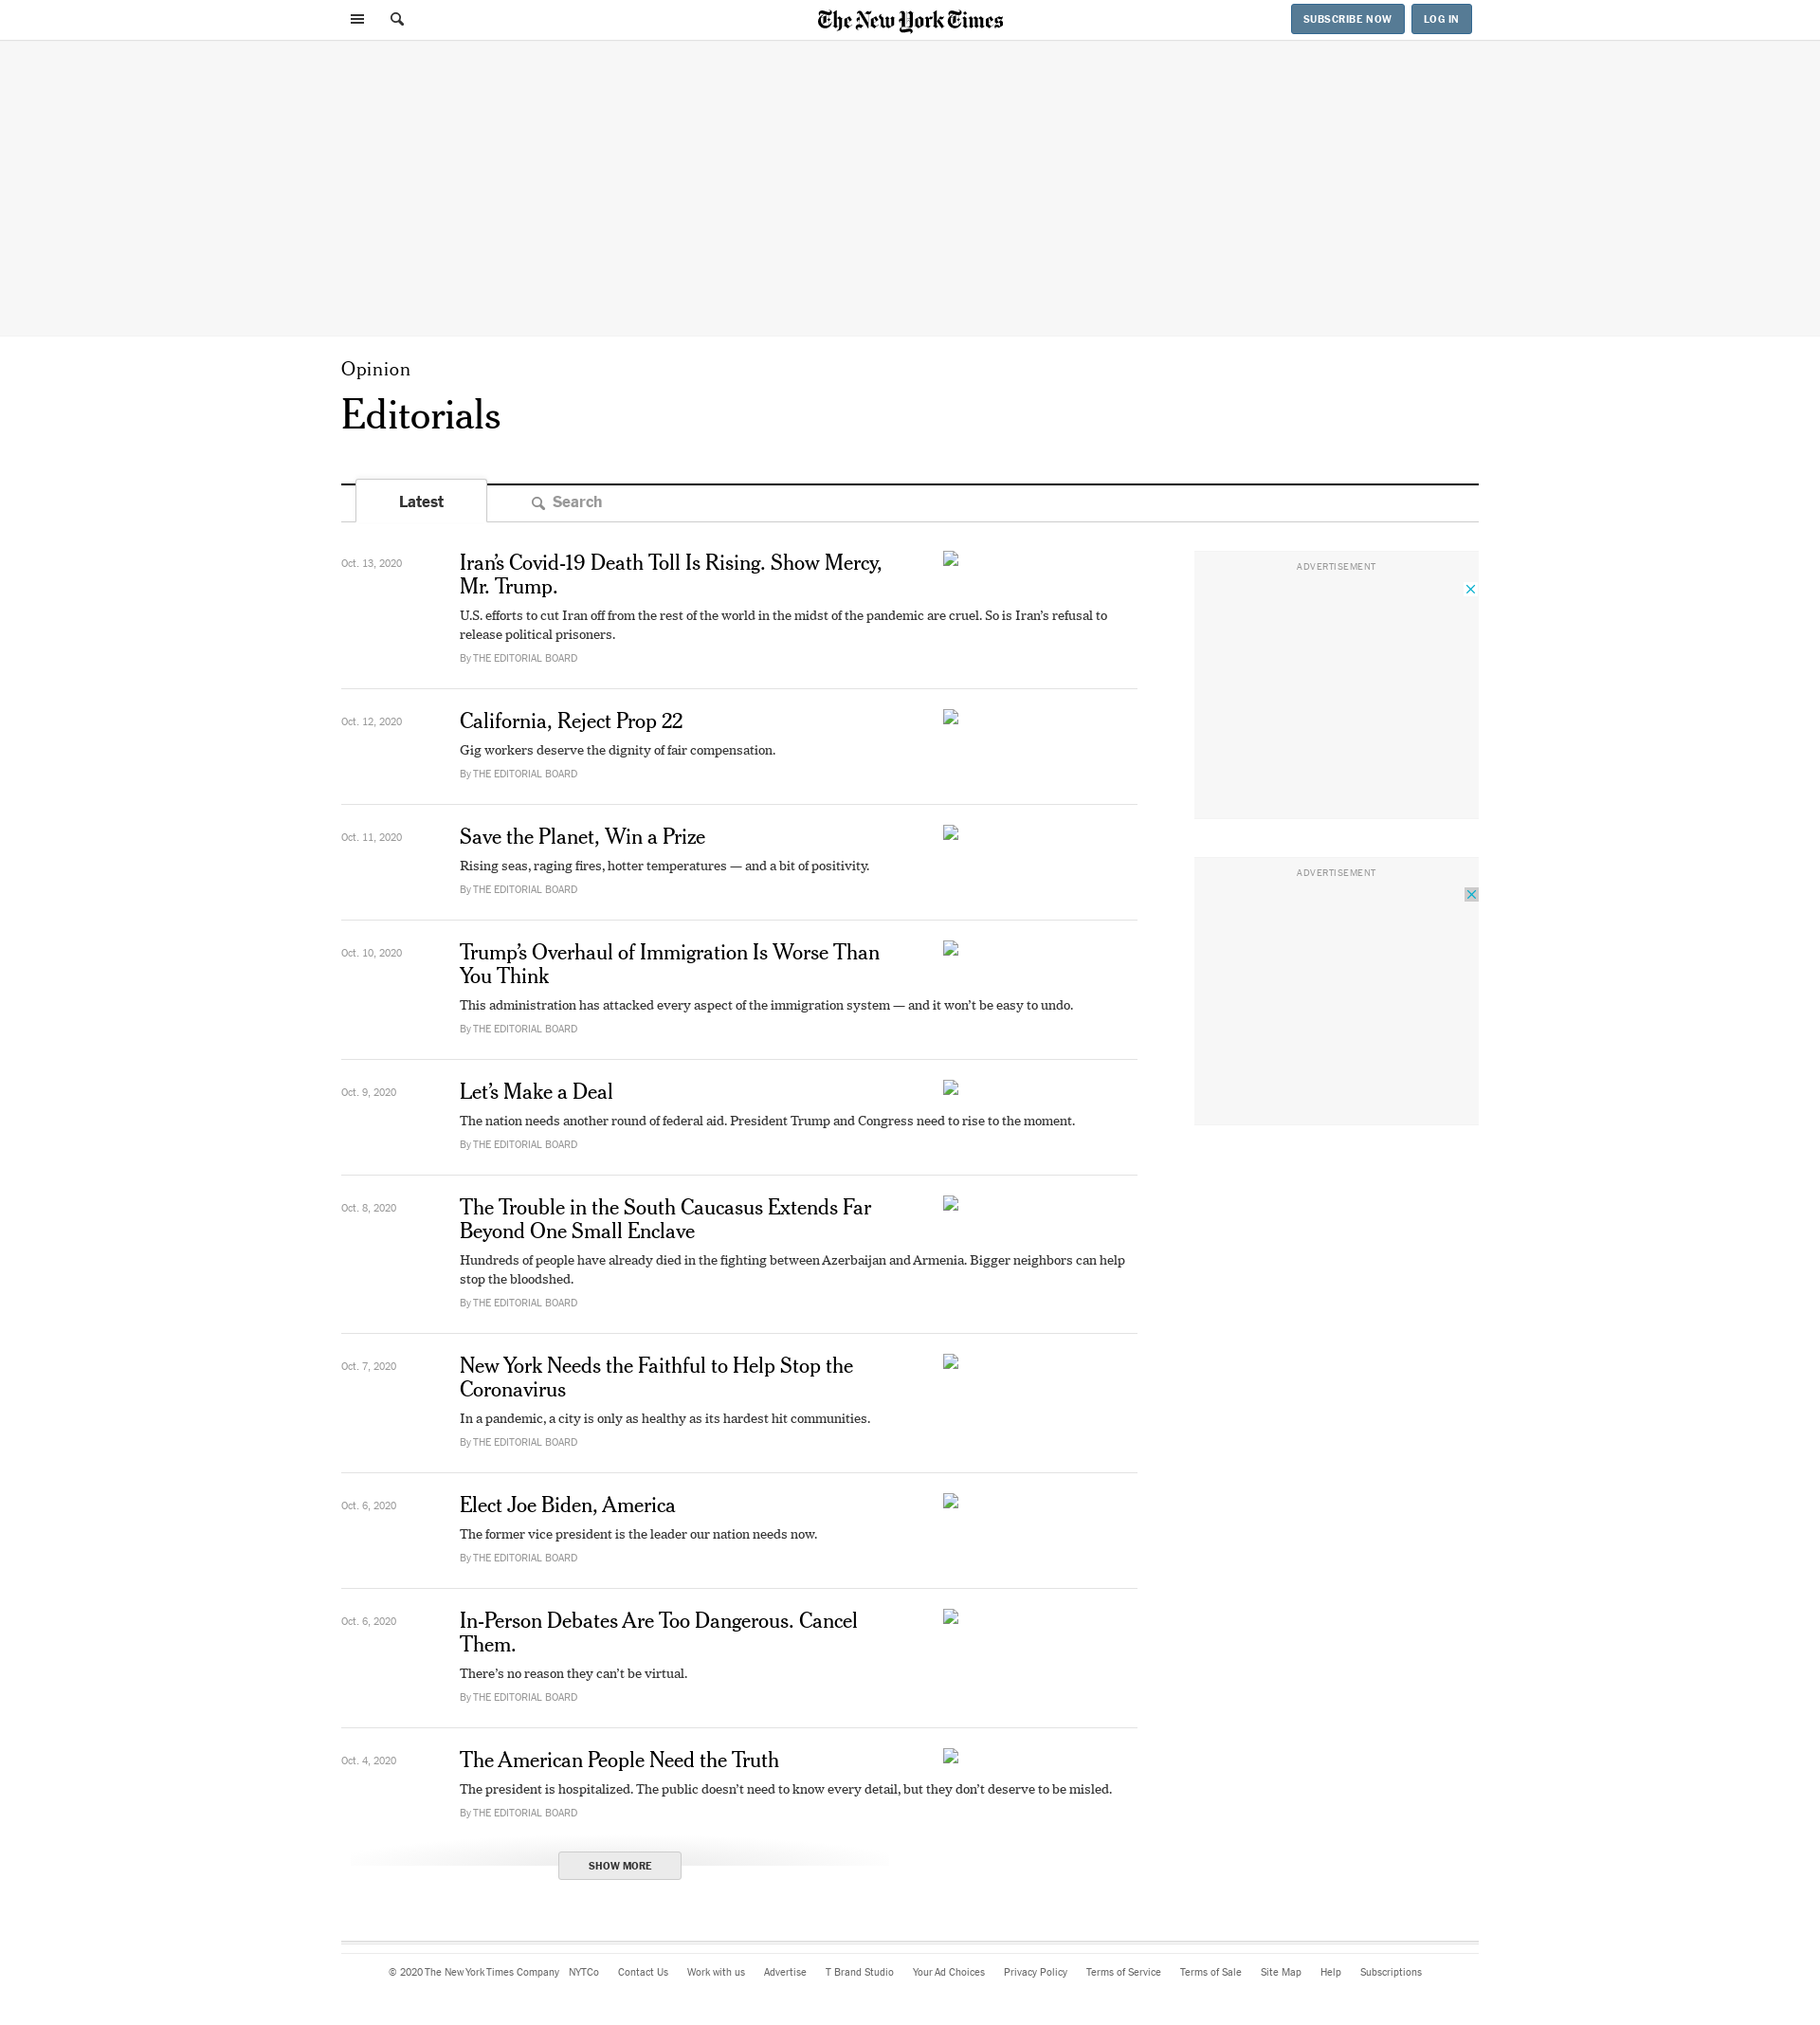 The New York Times
SUBSCRIBE NOW
LOG IN
Opinion
Editorials
Latest
Search
Oct. 13, 2020
Iran’s Covid-19 Death Toll Is Rising. Show Mercy,
Mr. Trump.
U.S. efforts to cut Iran off from the rest of the world in the midst of the pandemic are cruel. So is Iran’s refusal to
release political prisoners.
By THE EDITORIAL BOARD
Oct. 12, 2020
California, Reject Prop 22
Gig workers deserve the dignity of fair compensation.
By THE EDITORIAL BOARD
Oct. 11, 2020
Save the Planet, Win a Prize
Rising seas, raging fires, hotter temperatures — and a bit of positivity.
By THE EDITORIAL BOARD
Oct. 10, 2020
Trump’s Overhaul of Immigration Is Worse Than
You Think
This administration has attacked every aspect of the immigration system — and it won’t be easy to undo.
By THE EDITORIAL BOARD
Oct. 9, 2020
Let’s Make a Deal
The nation needs another round of federal aid. President Trump and Congress need to rise to the moment.
By THE EDITORIAL BOARD
Oct. 8, 2020
The Trouble in the South Caucasus Extends Far
Beyond One Small Enclave
Hundreds of people have already died in the fighting between Azerbaijan and Armenia. Bigger neighbors can help
stop the bloodshed.
By THE EDITORIAL BOARD
Oct. 7, 2020
New York Needs the Faithful to Help Stop the
Coronavirus
In a pandemic, a city is only as healthy as its hardest hit communities.
By THE EDITORIAL BOARD
Oct. 6, 2020
Elect Joe Biden, America
The former vice president is the leader our nation needs now.
By THE EDITORIAL BOARD
Oct. 6, 2020
In-Person Debates Are Too Dangerous. Cancel
Them.
There’s no reason they can’t be virtual.
By THE EDITORIAL BOARD
Oct. 4, 2020
The American People Need the Truth
The president is hospitalized. The public doesn’t need to know every detail, but they don’t deserve to be misled.
By THE EDITORIAL BOARD
SHOW MORE
ADVERTISEMENT
ADVERTISEMENT
© 2020 The New York Times Company NYTCo Contact Us Work with us Advertise T Brand Studio Your Ad Choices Privacy Policy Terms of Service Terms of Sale Site Map Help Subscriptions